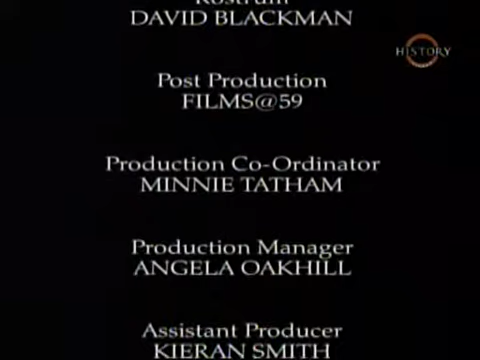 Rostrum
DAVID BLACKMAN
HISTORY
Post Production
FILMS@59
Production Co-Ordinator
MINNIE TATHAM
Production Manager
ANGELA OAKHILL
Assistant Producer
KIERAN SMITH